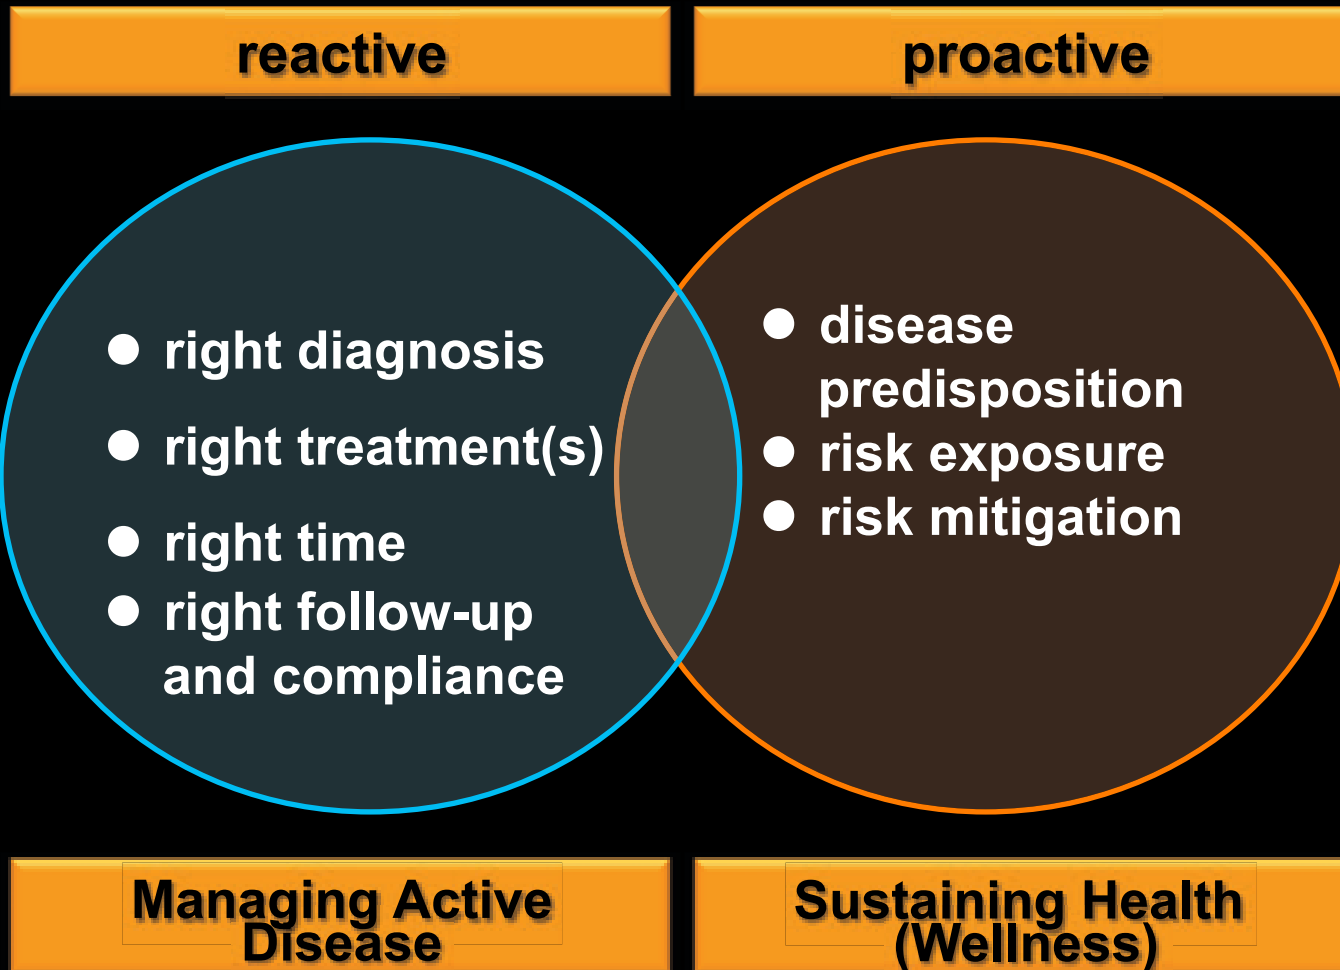 reactive
proactive
● right diagnosis
● right treatment(s)
● right time
● right follow-up
and compliance
● disease
predisposition
● risk exposure
● risk mitigation
Managing Active
Disease
Sustaining Health
(Wellness)